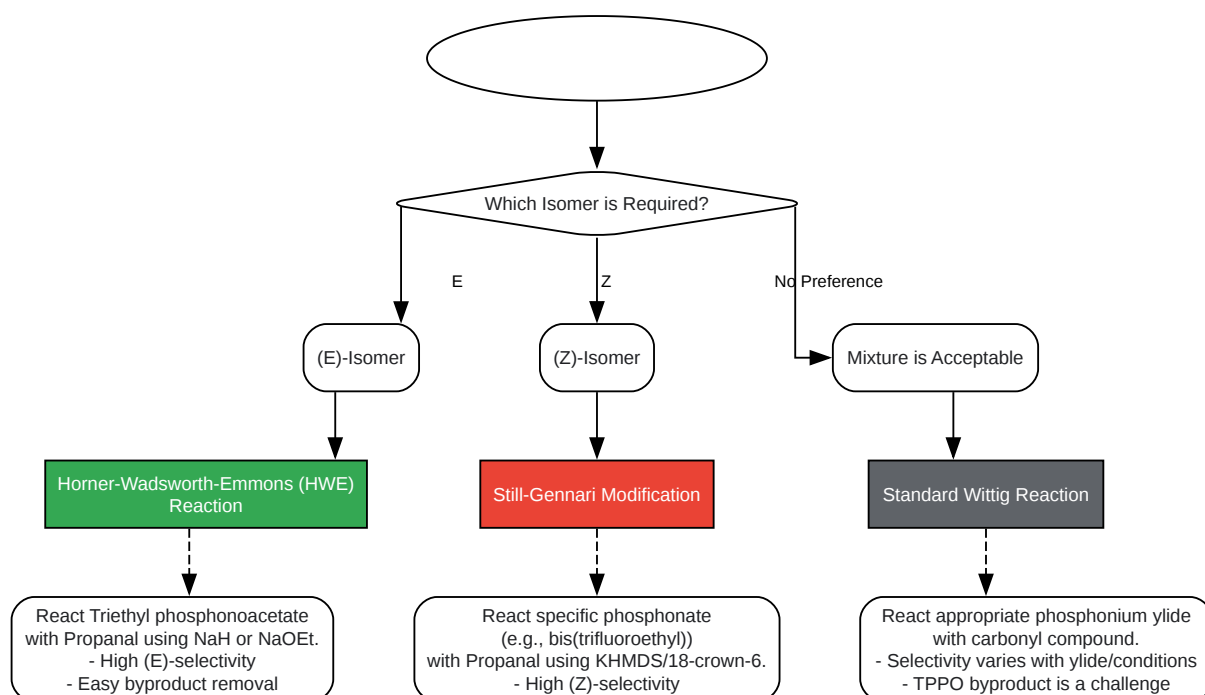 Which Isomer is Required?
E
Z
No Preference
(E)-Isomer
(Z)-Isomer
Mixture is Acceptable
Horner-Wadsworth-Emmons (HWE)
Reaction
Still-Gennari Modification
Standard Wittig Reaction
React Triethyl phosphonoacetate
with Propanal using NaH or NaOEt.
- High (E)-selectivity
- Easy byproduct removal
React specific phosphonate
(e.g., bis(trifluoroethyl))
with Propanal using KHMDS/18-crown-6.
- High (Z)-selectivity
React appropriate phosphonium ylide
with carbonyl compound.
- Selectivity varies with ylide/conditions
- TPPO byproduct is a challenge